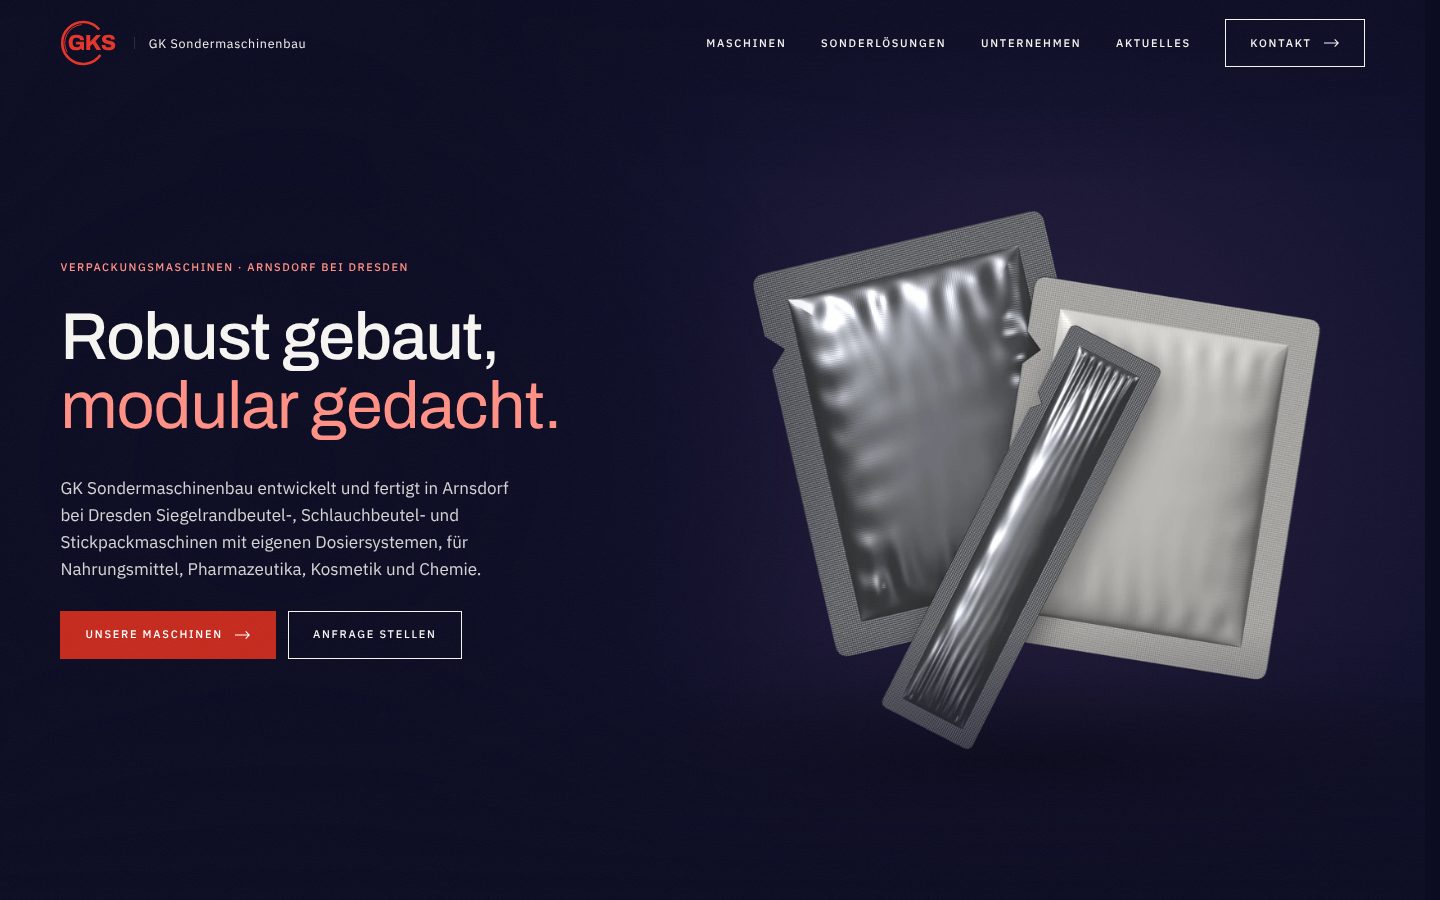 GKS
GK Sondermaschinenbau
MASCHINEN
SONDERLÖSUNGEN
UNTERNEHMEN
AKTUELLES
KONTAKT
VERPACKUNGSMASCHINEN · ARNSDORF BEI DRESDEN
Robust gebaut,
modular gedacht.
GK Sondermaschinenbau entwickelt und fertigt in Arnsdorf
bei Dresden Siegelrandbeutel-, Schlauchbeutel- und
Stickpackmaschinen mit eigenen Dosiersystemen, für
Nahrungsmittel, Pharmazeutika, Kosmetik und Chemie.
UNSERE MASCHINEN
ANFRAGE STELLEN